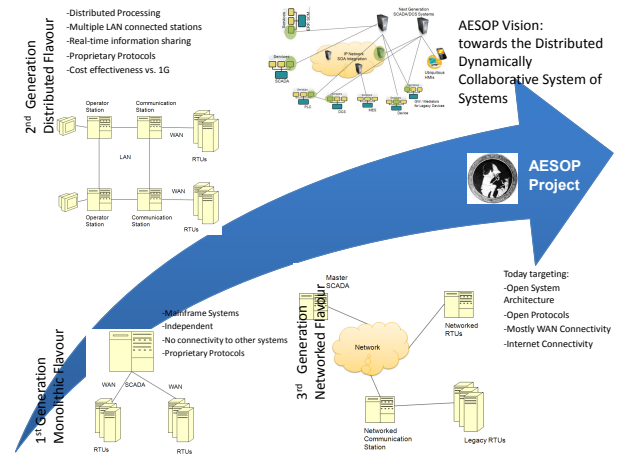 2nd Generation
Distributed Flavour
-Distributed Processing
-Multiple LAN connected stations
-Real-time information sharing
-Proprietary Protocols
-Cost effectiveness vs. 1G
Operator
Station
Communication
Station
WAN
RTUs
LAN
WAN
Operator
Station
Communication
Station
RTUs
Next Generation
SCADA/DCS Systems
Services
IP Network
SOA Integration
Services
SCADA
Ubiquitous
HMIs
PLC
DCS
MES
Device
GW / Mediators
for Legacy Devices
AESOP Vision:
towards the Distributed
Dynamically
Collaborative System of
Systems
AESOP
Project
1st Generation
Monolithic Flavour
-Mainframe Systems
-Independent
-No connectivity to other systems
-Proprietary Protocols
WAN
SCADA
WAN
RTUs
RTUs
3rd Generation
Networked Flavour
Master
SCADA
Network
Networked
RTUs
Networked
Communication
Station
Legacy RTUs
Today targeting:
-Open System
Architecture
-Open Protocols
-Mostly WAN Connectivity
-Internet Connectivity